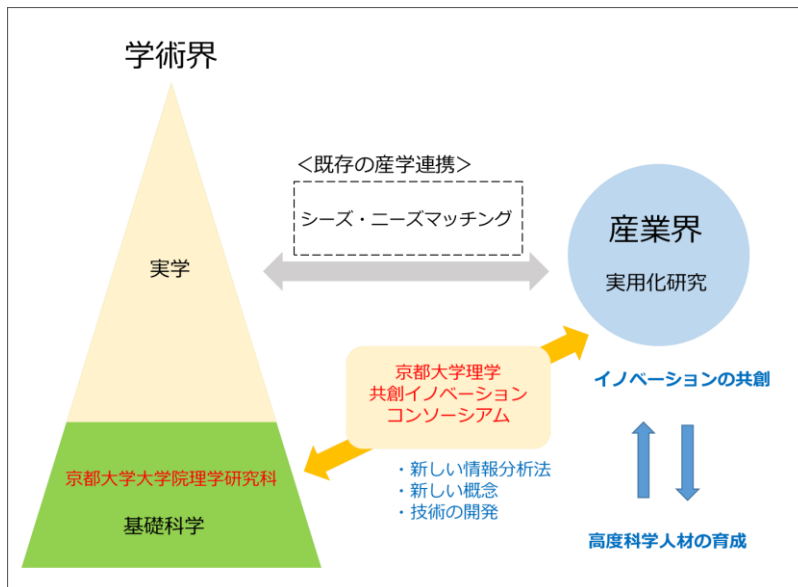 学術界
＜既存の産学連携＞
シーズ・ニーズマッチング
産業界
実用化研究
実学
京都大学理学
共創イノベーション
コンソーシアム
イノベーションの共創
京都大学大学院理学研究科
基礎科学
・新しい情報分析法
・新しい概念
・技術の開発
高度科学人材の育成